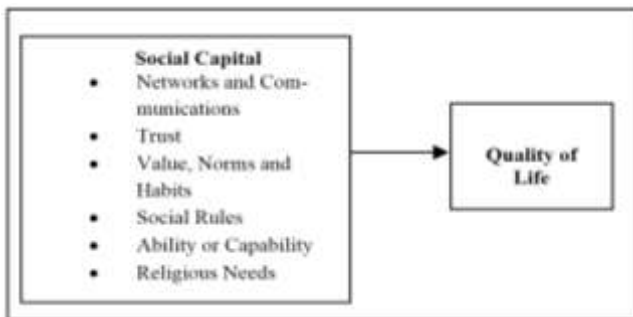 Social Capital
• Networks and Com-
munications
• Trust
• Value, Norms and
Habits
• Social Rules
• Ability or Capability
• Religious Needs
Quality of
Life